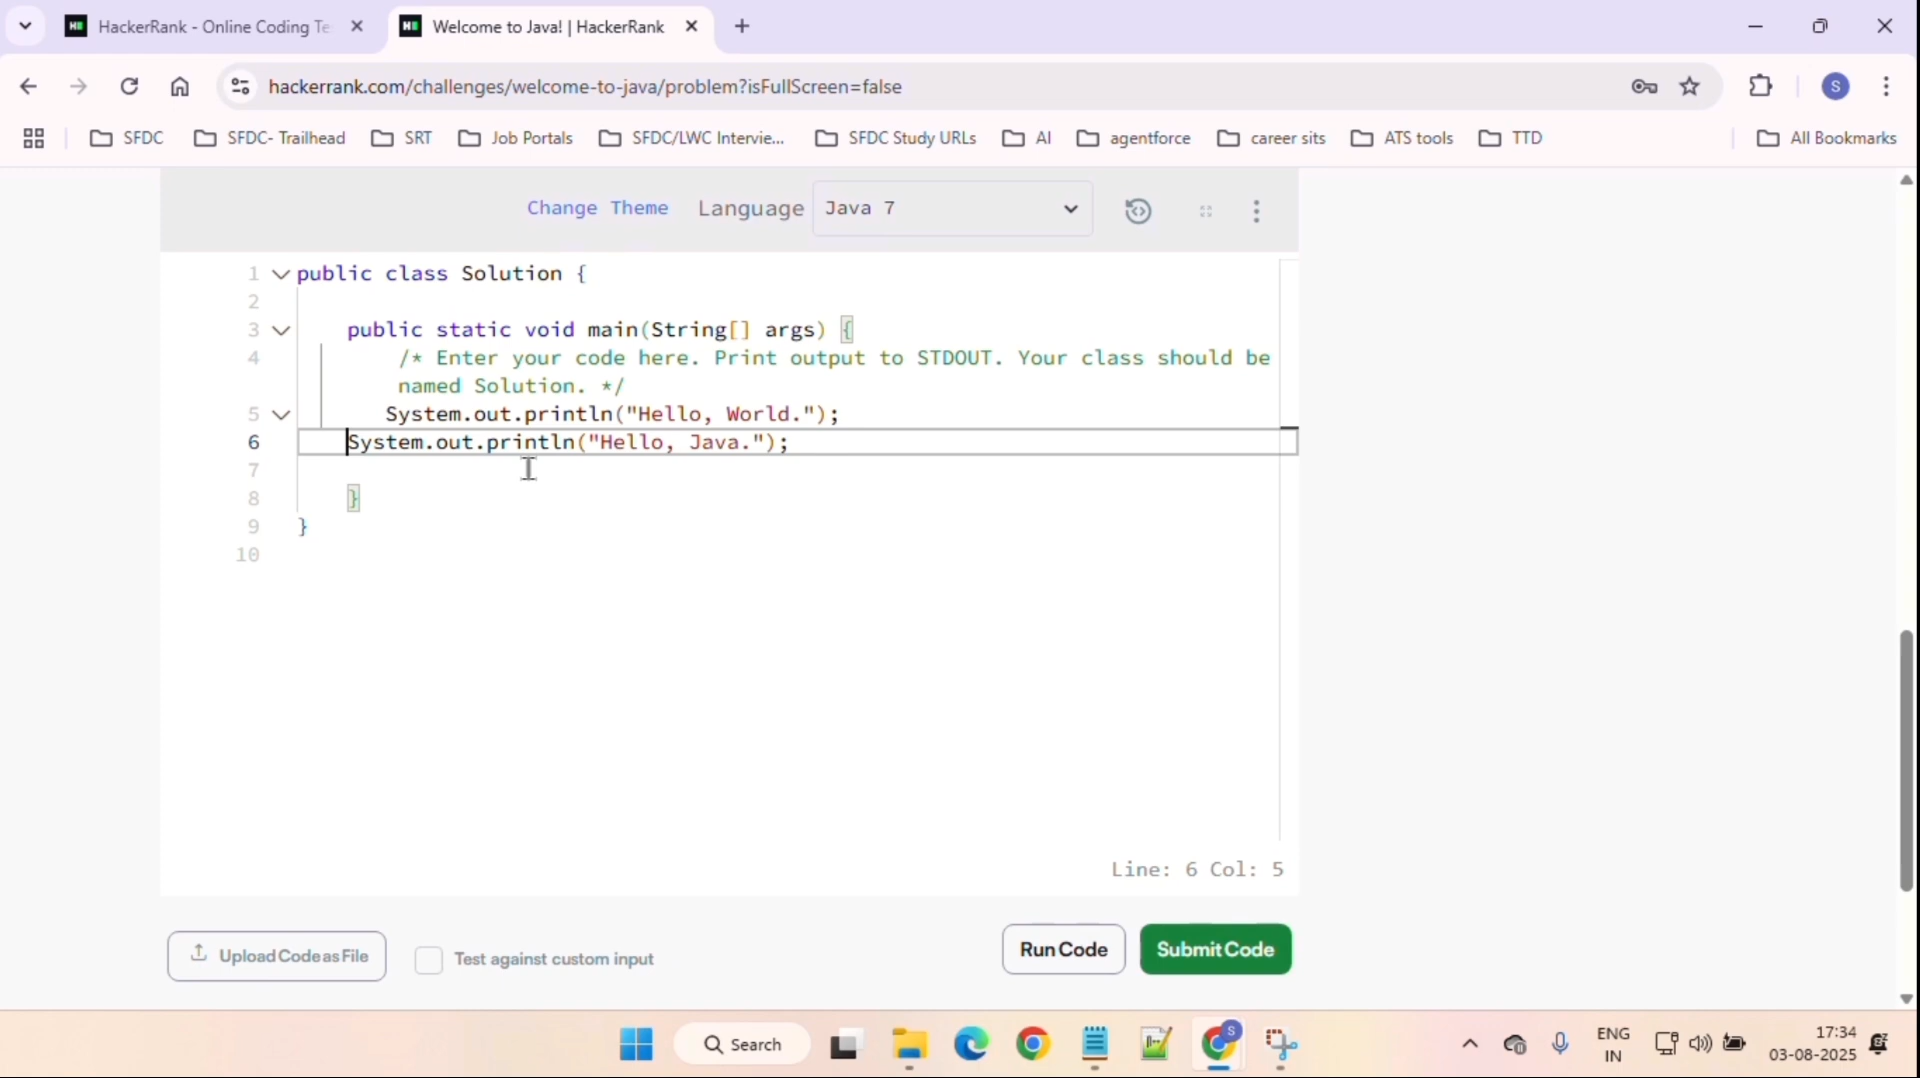 HackerRank - Online Coding Te
Welcome to Java! | HackerRank
hackerrank.com/challenges/welcome-to-java/problem?isFullScreen=false
S
SFDC
SFDC- Trailhead
SRT
Job Portals
SFDC/LWC Intervie...
SFDC Study URLs
AI
agentforce
career sits
ATS tools
TTD
All Bookmarks
Change Theme
Language
Java 7
1 public class Solution {
2
3 public static void main(String[] args) {
4 /* Enter your code here. Print output to STDOUT. Your class should be
named Solution. */
5 System.out.println("Hello, World.");
6 System.out.println("Hello, Java.");
7
8 }
9 }
10
Line: 6 Col: 5
Upload Code as File
Test against custom input
Run Code
Submit Code
Search
S
ENG
IN
17:34
03-08-2025